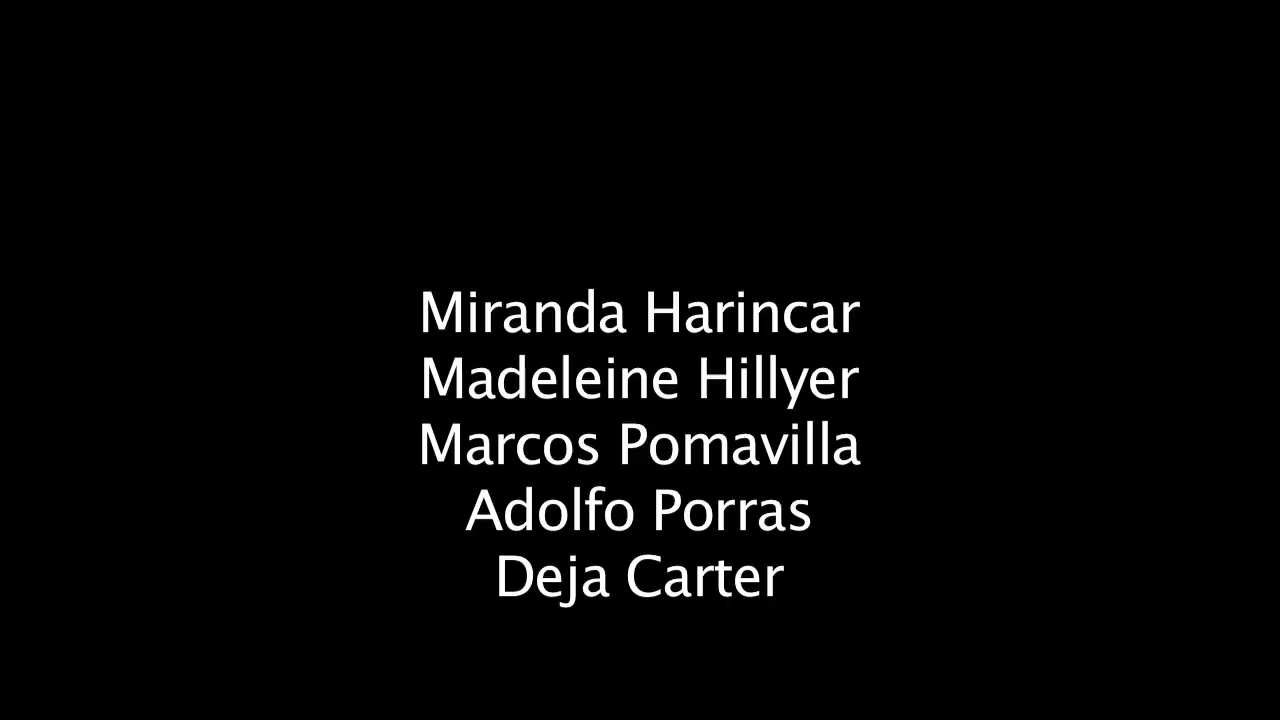 Miranda Harincar
Madeleine Hillyer
Marcos Pomavilla
Adolfo Porras
Deja Carter